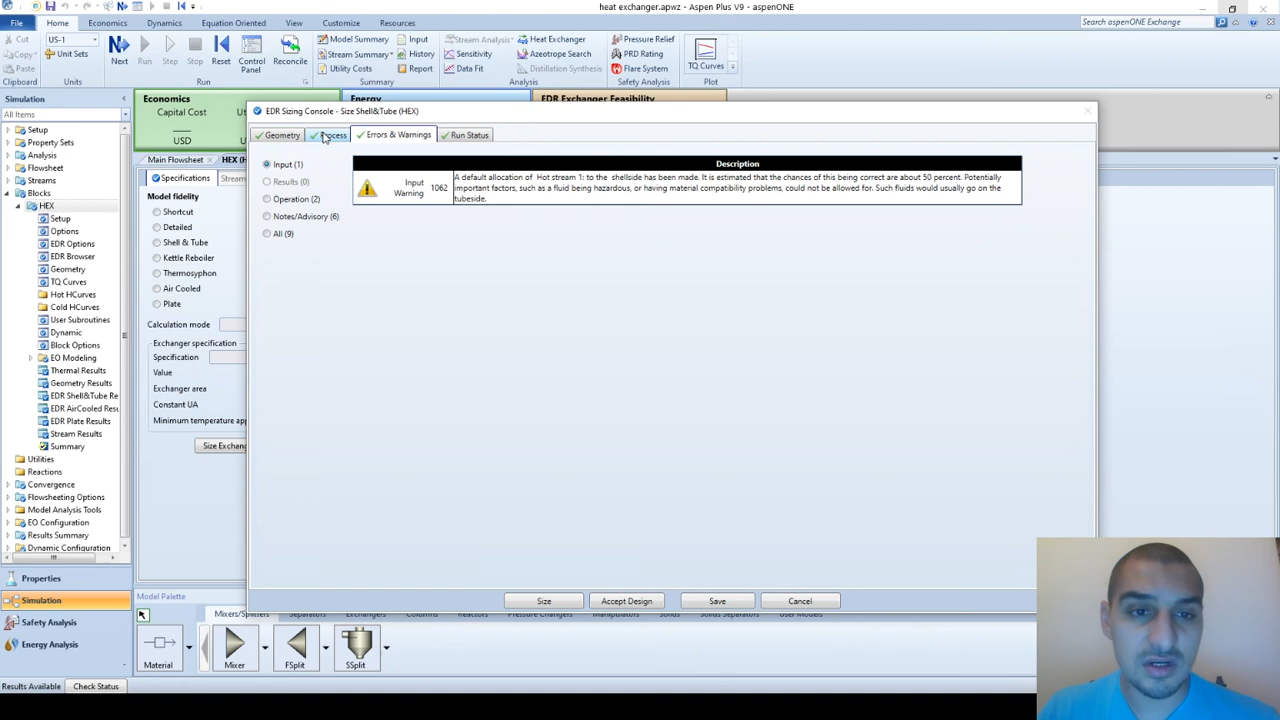 heat exchanger.apwz - Aspen Plus V9 - aspenONE
File Home Economics Dynamics Equation Oriented View Customize Resources Search aspenONE Exchange
Cut US-1 Model Summary Input Stream Analysis Heat Exchanger Pressure Relief
Copy Unit Sets Stream Summary History Sensitivity Azeotrope Search PRD Rating
Paste Next Run Step Stop Reset Control Panel Reconcile Utility Costs Report Data Fit Distillation Synthesis Flare System TQ Curves
Clipboard Units Run Summary Analysis Safety Analysis Plot
Simulation Economics Energy EDR Exchanger Feasibility
All Items Capital Cost
USD
EDR Sizing Console - Size Shell&Tube (HEX)
Geometry Process Errors & Warnings Run Status
Setup
Property Sets
Analysis
Flowsheet
Streams
Blocks
HEX
Setup
Options
EDR Options
EDR Browser
Geometry
TQ Curves
Hot HCurves
Cold HCurves
User Subroutines
Dynamic
Block Options
EO Modeling
Thermal Results
Geometry Results
EDR Shell&Tube Re
EDR AirCooled Resu
EDR Plate Results
Stream Results
Summary
Utilities
Reactions
Convergence
Flowsheeting Options
Model Analysis Tools
EO Configuration
Results Summary
Dynamic Configuration
Properties
Simulation
Safety Analysis
Energy Analysis
Main Flowsheet HEX (H
Specifications Stream
Model fidelity
Shortcut
Detailed
Shell & Tube
Kettle Reboiler
Thermosyphon
Air Cooled
Plate
Calculation mode
Exchanger specification
Specification
Value
Exchanger area
Constant UA
Minimum temperature app
Size Exchang
Input (1)
Results (0)
Operation (2)
Notes/Advisory (6)
All (9)
Description
Input Warning 1062 A default allocation of Hot stream 1: to the shellside has been made. It is estimated that the chances of this being correct are about 50 percent. Potentially
important factors, such as a fluid being hazardous, or having material compatibility problems, could not be allowed for. Such fluids would usually go on the
tubeside.
Size Accept Design Save Cancel
Model Palette
Mixers/Splitters Separators Exchangers Columns Reactors Pressure Changers Manipulators Solids Solids Separators User Models
Material Mixer FSplit SSplit
Results Available Check Status